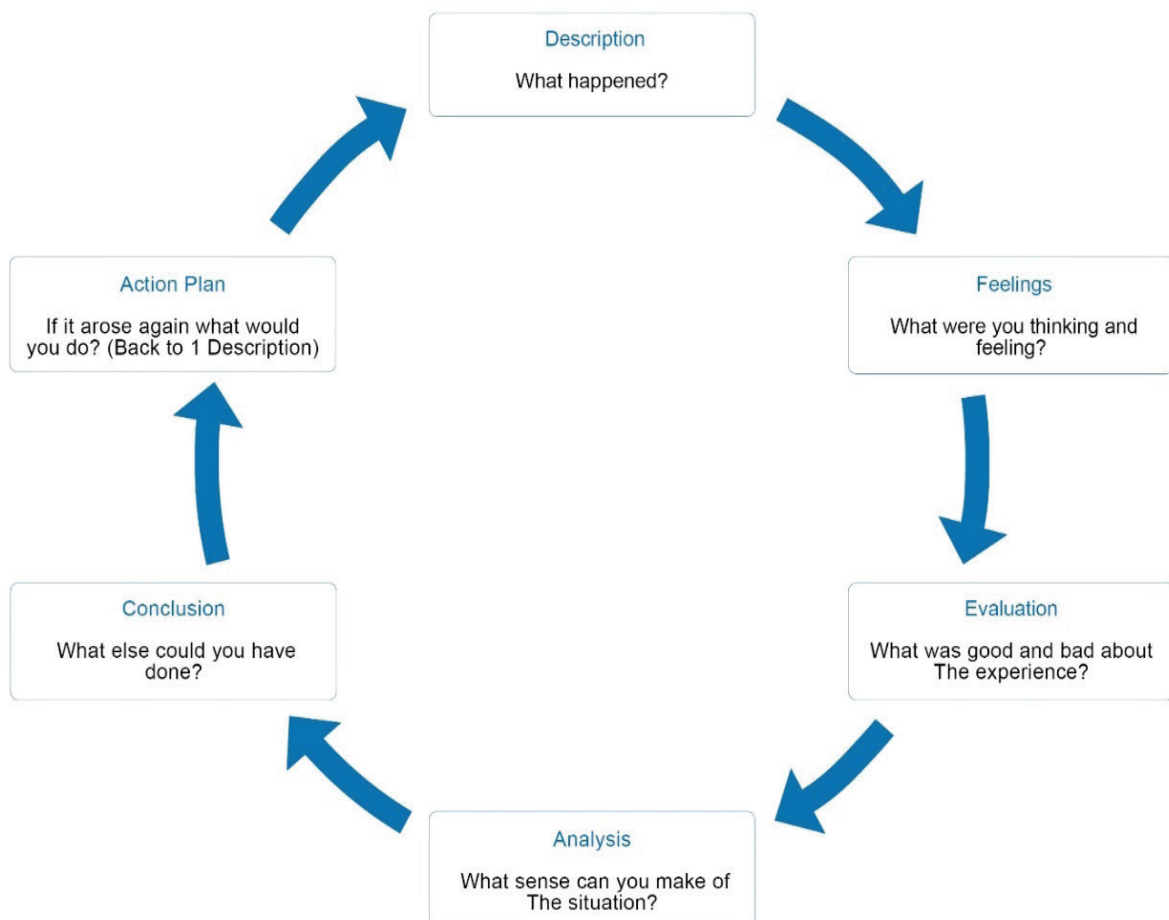 Description
What happened?
Feelings
What were you thinking and
feeling?
Evaluation
What was good and bad about
The experience?
Analysis
What sense can you make of
The situation?
Conclusion
What else could you have
done?
Action Plan
If it arose again what would
you do? (Back to 1 Description)